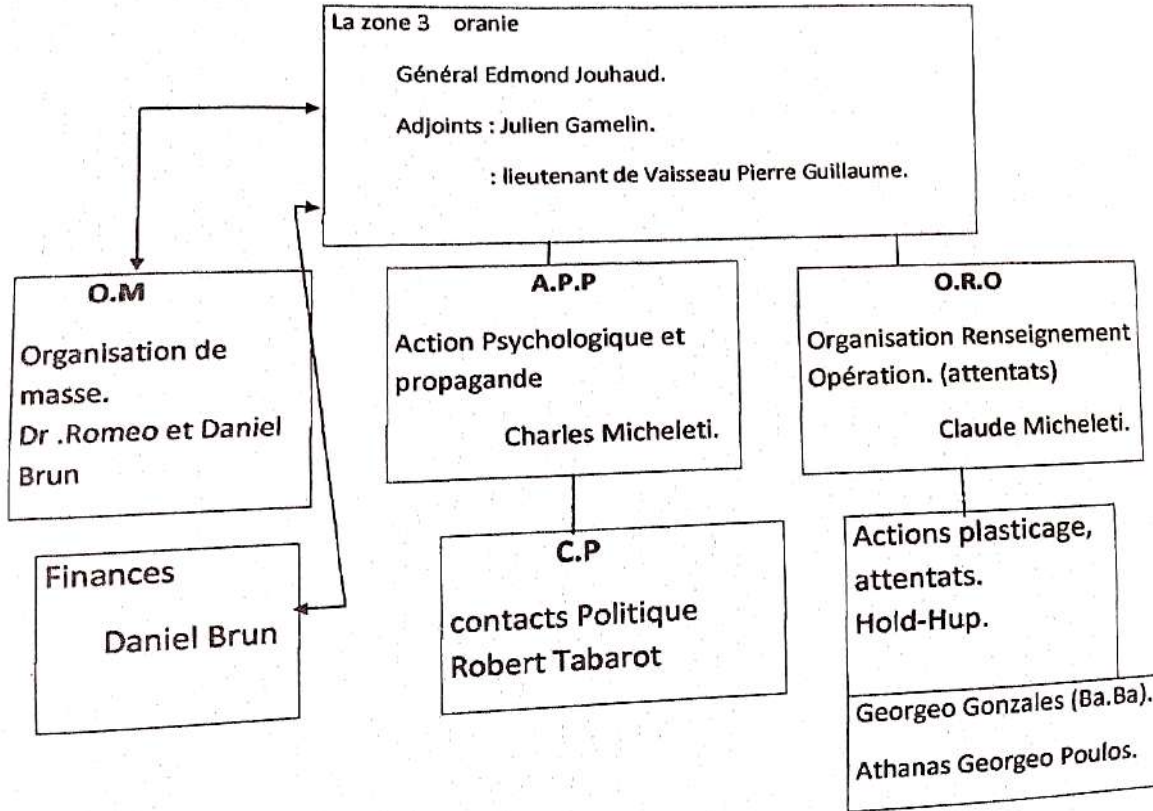 La zone 3 oranie
Général Edmond Jouhaud.
Adjoints : Julien Gamelin.
: lieutenant de Vaisseau Pierre Guillaume.
O.M
Organisation de
masse.
Dr .Romeo et Daniel
Brun
A.P.P
Action Psychologique et
propagande
Charles Micheleti.
O.R.O
Organisation Renseignement
Opération. (attentats)
Claude Micheleti.
Finances
Daniel Brun
C.P
contacts Politique
Robert Tabarot
Actions plasticage,
attentats.
Hold-Hup.
Georgeo Gonzales (Ba.Ba).
Athanas Georgeo Poulos.